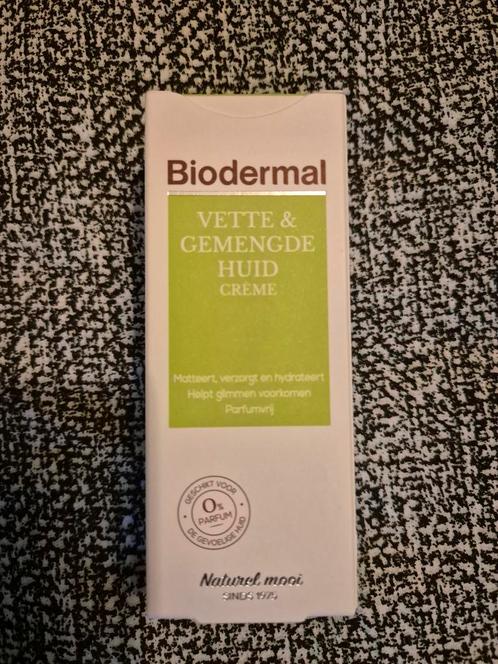 Biodermal
VETTE &
GEMENGDE
HUID
CRÈME
Matteert, verzorgt en hydrateert
Helpt glimmen voorkomen
Parfumvrij
GESCHIKT VOOR
0%
PARFUM
DE GEVOELIGE HUID
Naturel mooi
SINDS 1975